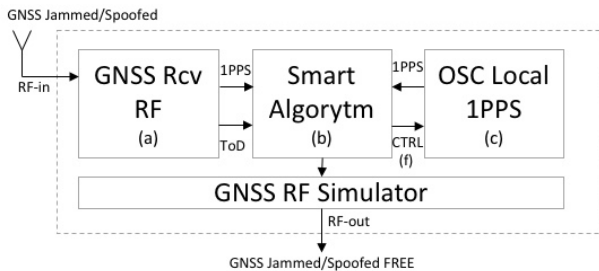 GNSS Jammed/Spoofed
RF-in
GNSS Rcv
RF
(a)
1PPS
ToD
Smart
Algorytm
(b)
1PPS
CTRL
(f)
OSC Local
1PPS
(c)
GNSS RF Simulator
RF-out
GNSS Jammed/Spoofed FREE